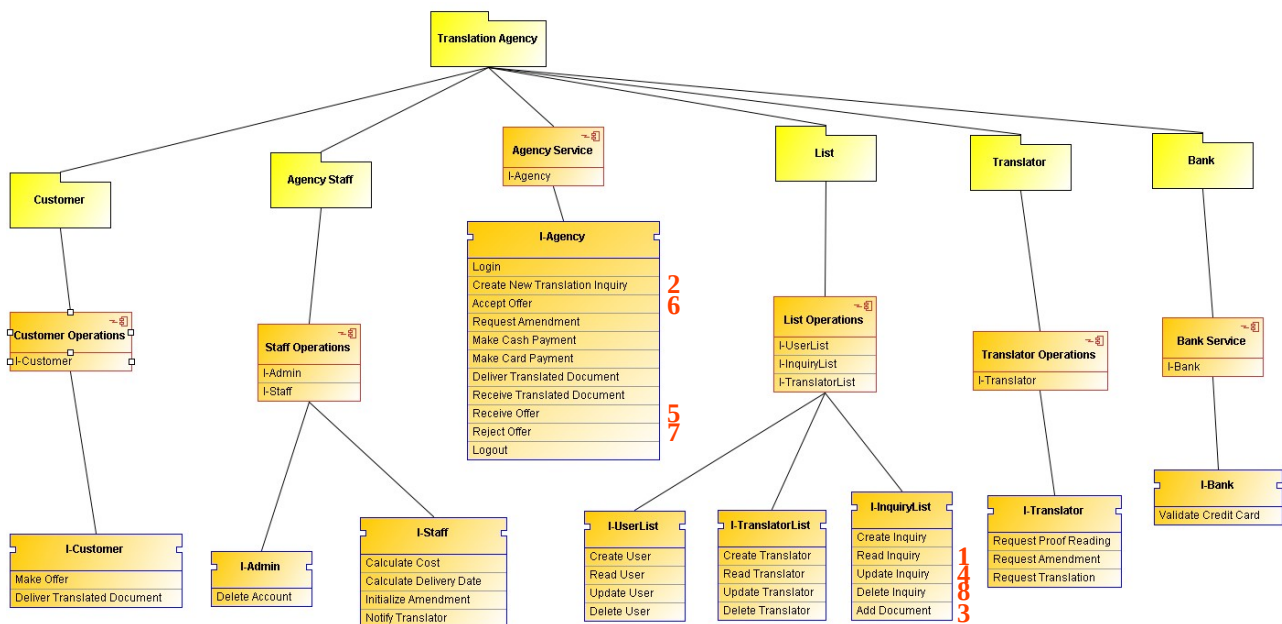 Translation Agency
Customer
Agency Staff
Agency Service
I-Agency
List
Translator
Bank
I-Agency
Login
Create New Translation Inquiry 2
Accept Offer 6
Request Amendment
Make Cash Payment
Make Card Payment
Deliver Translated Document
Receive Translated Document
Receive Offer 5
Reject Offer 7
Logout
Customer Operations
I-Customer
Staff Operations
I-Admin
I-Staff
List Operations
I-UserList
I-InquiryList
I-TranslatorList
Translator Operations
I-Translator
Bank Service
I-Bank
I-Customer
Make Offer
Deliver Translated Document
I-Admin
Delete Account
I-Staff
Calculate Cost
Calculate Delivery Date
Initialize Amendment
Notify Translator
I-UserList
Create User
Read User
Update User
Delete User
I-TranslatorList
Create Translator
Read Translator
Update Translator
Delete Translator
I-InquiryList
Create Inquiry
Read Inquiry 1
Update Inquiry 4
Delete Inquiry 8
Add Document 3
I-Translator
Request Proof Reading
Request Amendment
Request Translation
I-Bank
Validate Credit Card